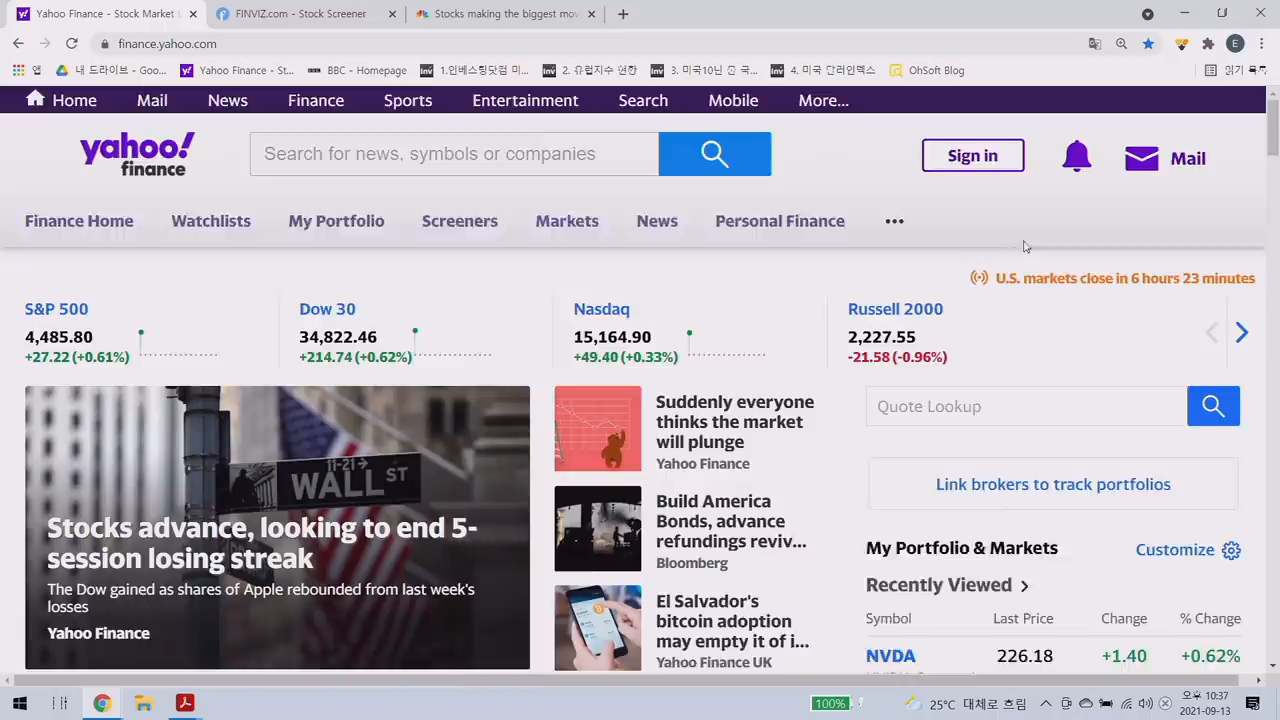 Yahoo Finance - Stock Market L
FINVIZ.com - Stock Screener
Stocks making the biggest mov
finance.yahoo.com
E
앱
내 드라이브 - Goo...
Yahoo Finance - St...
BBC - Homepage
1.인베스팅닷컴 미...
2. 유럽지수 현황
3. 미국10년 존 국...
4. 미국 달러인덱스
OhSoft Blog
읽기 목록
Home
Mail
News
Finance
Sports
Entertainment
Search
Mobile
More...
yahoo!
finance
Search for news, symbols or companies
Sign in
Mail
Finance Home
Watchlists
My Portfolio
Screeners
Markets
News
Personal Finance
U.S. markets close in 6 hours 23 minutes
S&P 500
4,485.80
+27.22 (+0.61%)
Dow 30
34,822.46
+214.74 (+0.62%)
Nasdaq
15,164.90
+49.40 (+0.33%)
Russell 2000
2,227.55
-21.58 (-0.96%)
11-21
WALL ST
Stocks advance, looking to end 5-
session losing streak
The Dow gained as shares of Apple rebounded from last week's
losses
Yahoo Finance
Suddenly everyone
thinks the market
will plunge
Yahoo Finance
Build America
Bonds, advance
refundings reviv...
Bloomberg
El Salvador's
bitcoin adoption
may empty it of i...
Yahoo Finance UK
Quote Lookup
Link brokers to track portfolios
My Portfolio & Markets
Customize
Recently Viewed
Symbol
Last Price
Change
% Change
NVDA
226.18
+1.40
+0.62%
100%
25°C 대체로 흐림
오후 10:37
2021-09-13